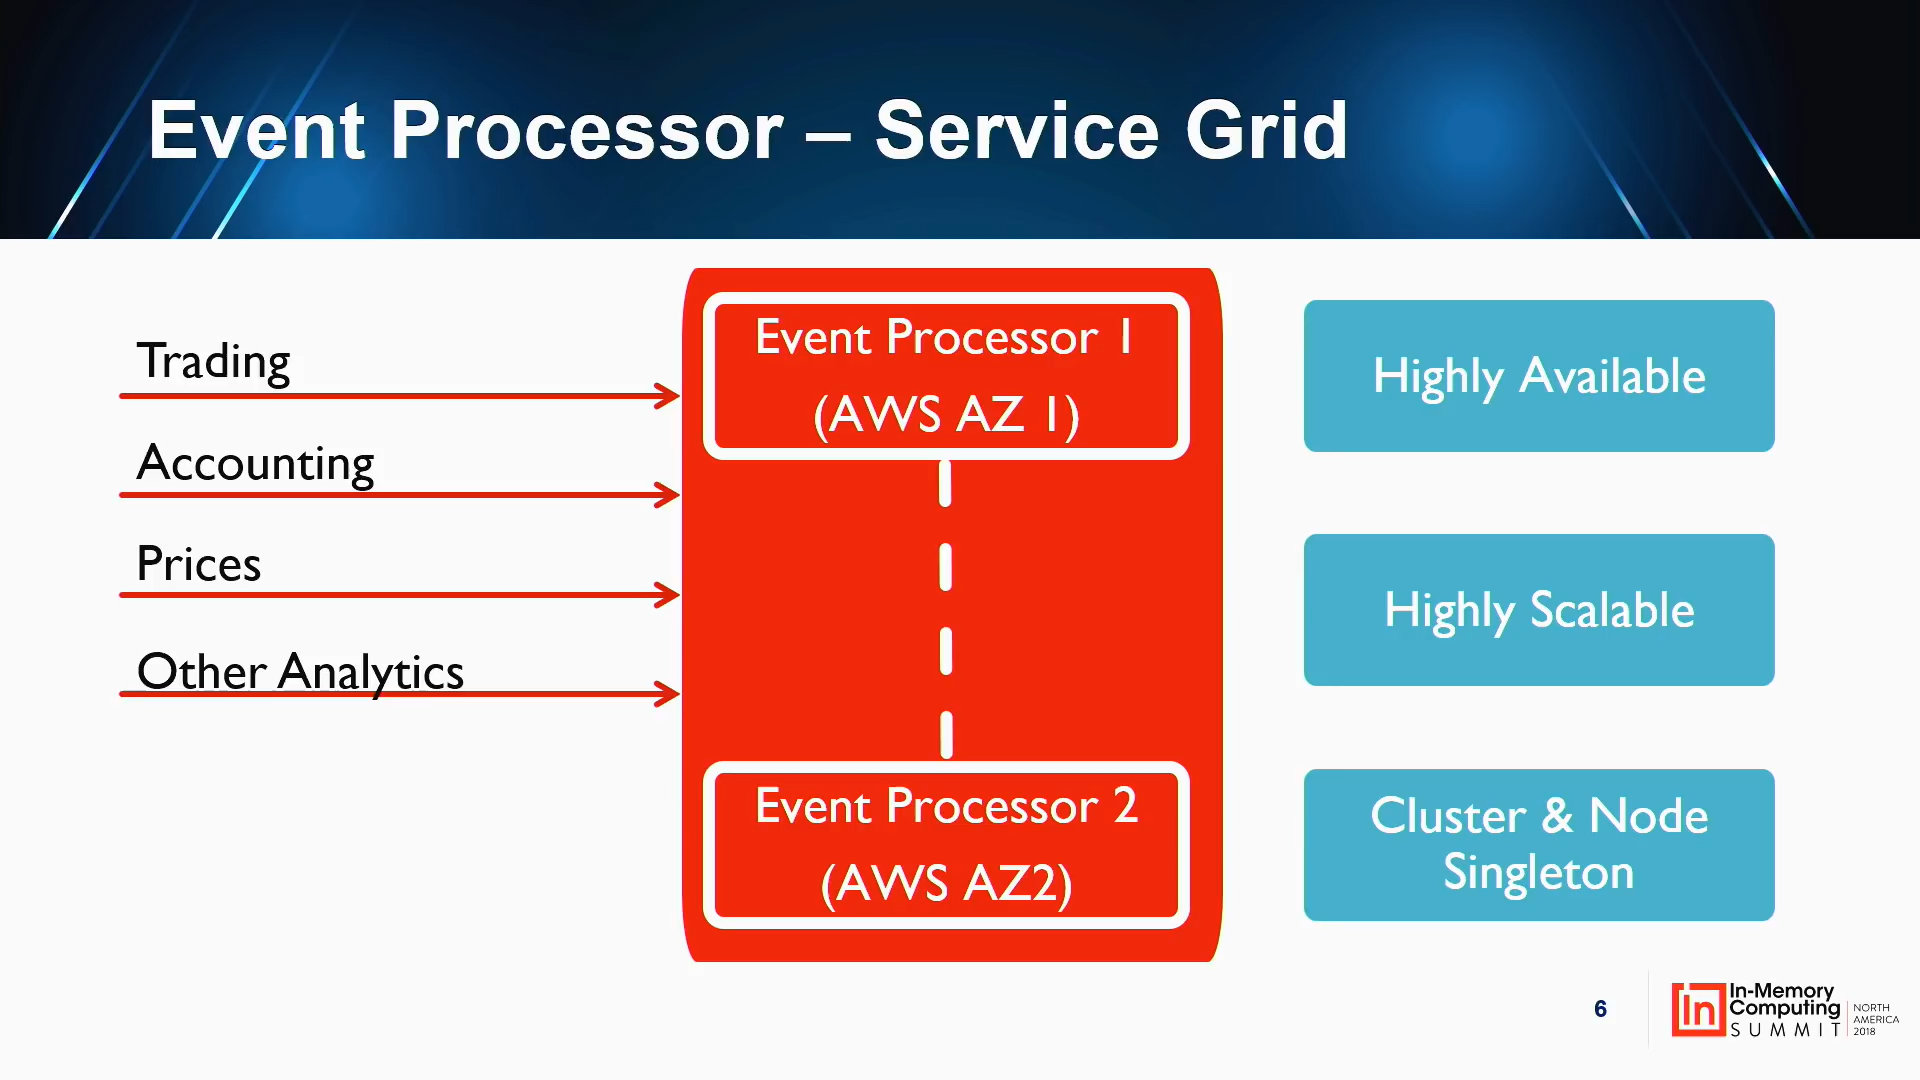 Event Processor – Service Grid
Trading
Accounting
Prices
Other Analytics
Event Processor 1
(AWS AZ 1)
Event Processor 2
(AWS AZ2)
Highly Available
Highly Scalable
Cluster & Node
Singleton
6
In
In-Memory
Computing
SUMMIT
NORTH
AMERICA
2018